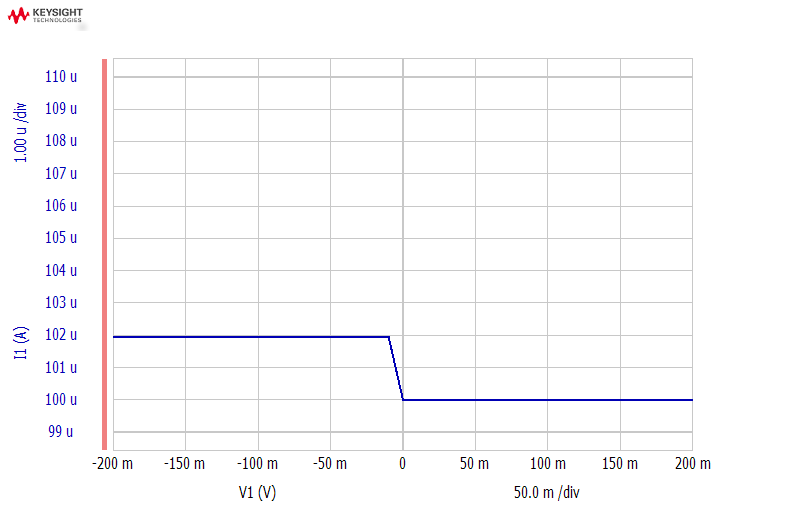 KEYSIGHT
TECHNOLOGIES
1.00 u /div
I1 (A)
110 u
109 u
108 u
107 u
106 u
105 u
104 u
103 u
102 u
101 u
100 u
99 u
-200 m -150 m -100 m -50 m 0 50 m 100 m 150 m 200 m
V1 (V) 50.0 m /div